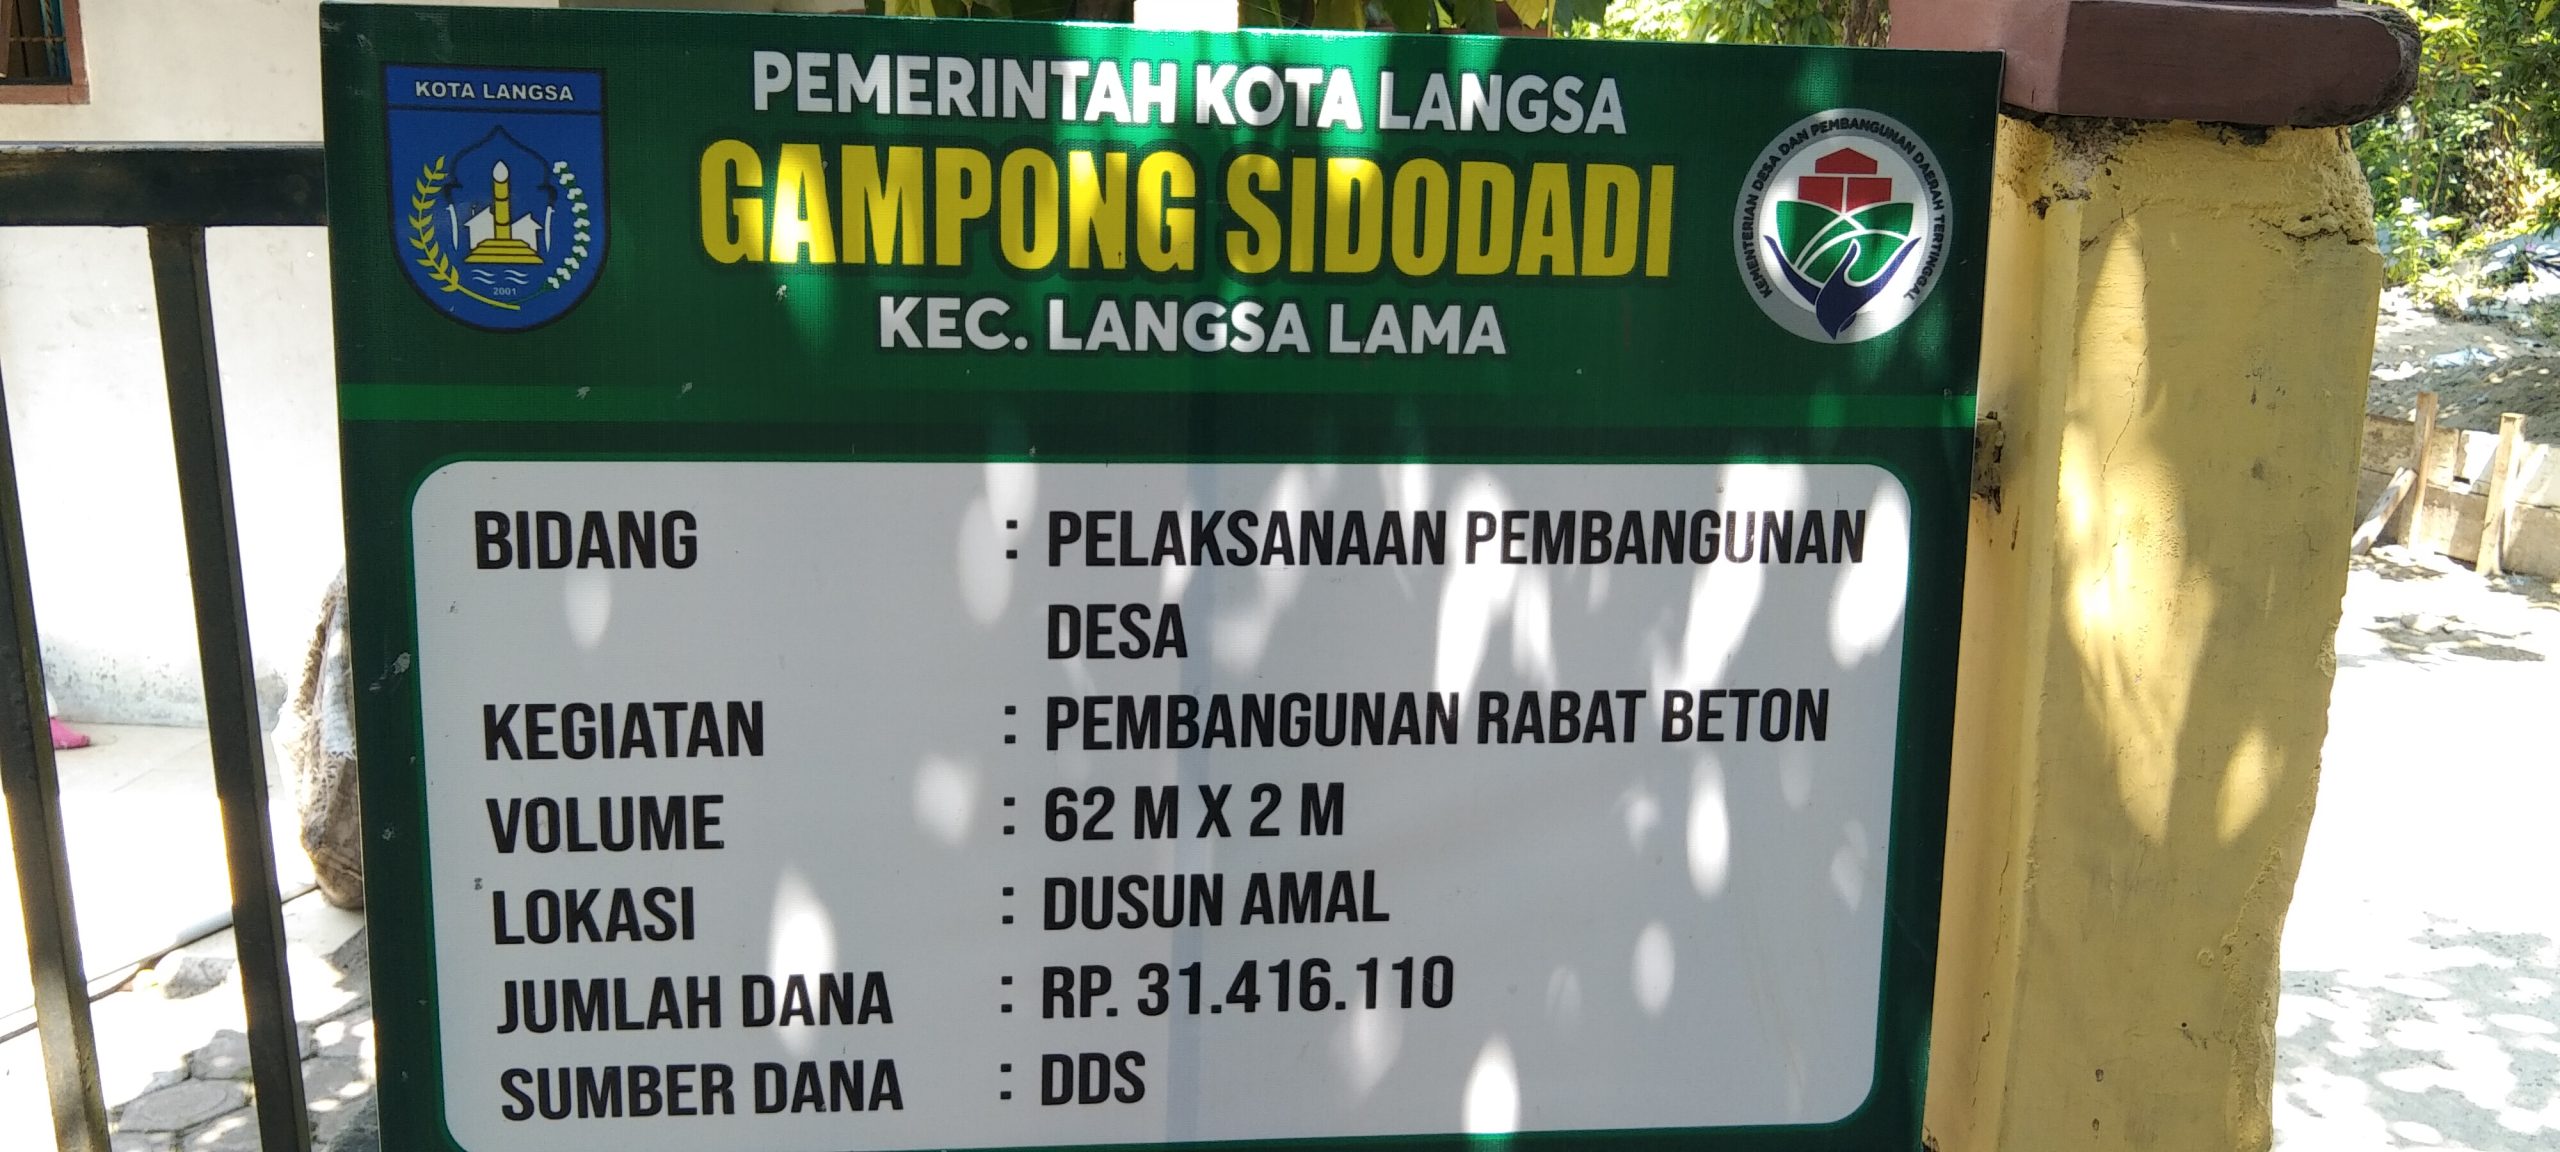 KOTA LANGSA
2001
PEMERINTAH KOTA LANGSA
GAMPONG SIDODADI
KEC. LANGSA LAMA
KEMENTERIAN DESA DAN PEMBANGUNAN DAERAH TERTINGGAL
BIDANG : PELAKSANAAN PEMBANGUNAN
DESA
KEGIATAN : PEMBANGUNAN RABAT BETON
VOLUME : 62 M X 2 M
LOKASI : DUSUN AMAL
JUMLAH DANA : RP. 31.416.110
SUMBER DANA : DDS